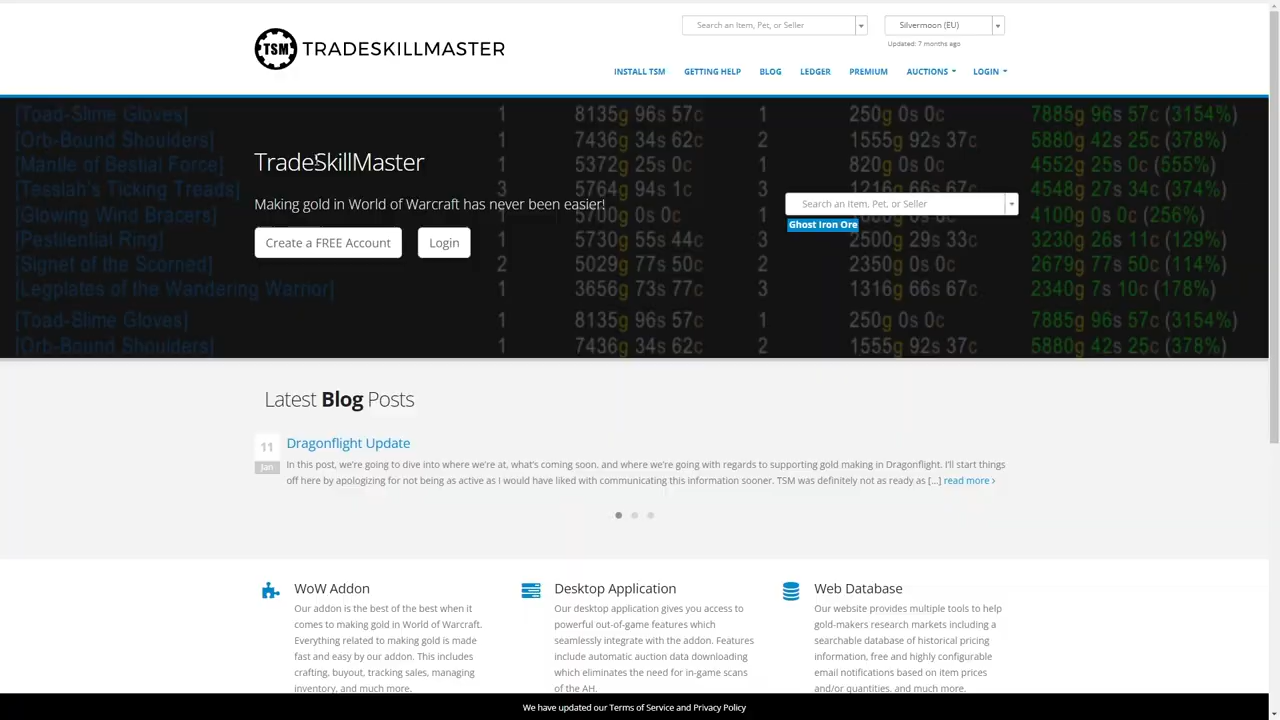 Search an Item, Pet, or Seller
Silvermoon (EU)
Updated: 7 months ago
TSM TRADESKILLMASTER
INSTALL TSM GETTING HELP BLOG LEDGER PREMIUM AUCTIONS LOGIN
[Toad-Slime Gloves] 1 8135g 96s 57c 1 250g 0s 0c 7885g 96s 57c (3154%)
[Orb-Bound Shoulders] 1 7436g 34s 62c 2 1555g 92s 37c 5880g 42s 25c (378%)
[Mantle of Bestial Force] 1 5372g 25s 0c 1 820g 0s 0c 4552g 25s 0c (555%)
[Tesslah's Ticking Treads] 3 5764g 94s 1c 3 1216g 66s 67c 4548g 27s 34c (374%)
[Glowing Wind Bracers] 1 0s 0c 4100g 0s 0c (256%)
[Pestilential Ring] 1 5730g 55s 44c 3 2500g 29s 33c 3230g 26s 11c (129%)
[Signet of the Scorned] 2 5029g 77s 50c 2 2350g 0s 0c 2679g 77s 50c (114%)
[Legplates of the Wandering Warrior] 1 3656g 73s 77c 3 1316g 66s 67c 2340g 7s 10c (178%)
[Toad-Slime Gloves] 1 8135g 96s 57c 1 250g 0s 0c 7885g 96s 57c (3154%)
[Orb-Bound Shoulders] 1 7436g 34s 62c 2 1555g 92s 37c 5880g 42s 25c (378%)
TradeSkillMaster
Making gold in World of Warcraft has never been easier!
Create a FREE Account Login
Search an Item, Pet, or Seller
Ghost Iron Ore
Latest Blog Posts
11
Jan
Dragonflight Update
In this post, we're going to dive into where we're at, what's coming soon, and where we're going with regards to supporting gold making in Dragonflight. I'll start things
off here by apologizing for not being as active as I would have liked with communicating this information sooner. TSM was definitely not as ready as [...] read more >
WoW Addon
Our addon is the best of the best when it
comes to making gold in World of Warcraft.
Everything related to making gold is made
fast and easy by our addon. This includes
crafting, buyout, tracking sales, managing
inventory, and much more.
Desktop Application
Our desktop application gives you access to
powerful out-of-game features which
seamlessly integrate with the addon. Features
include automatic auction data downloading
which eliminates the need for in-game scans
of the AH.
Web Database
Our website provides multiple tools to help
gold-makers research markets including a
searchable database of historical pricing
information, free and highly configurable
email notifications based on item prices
and/or quantities, and much more.
We have updated our Terms of Service and Privacy Policy